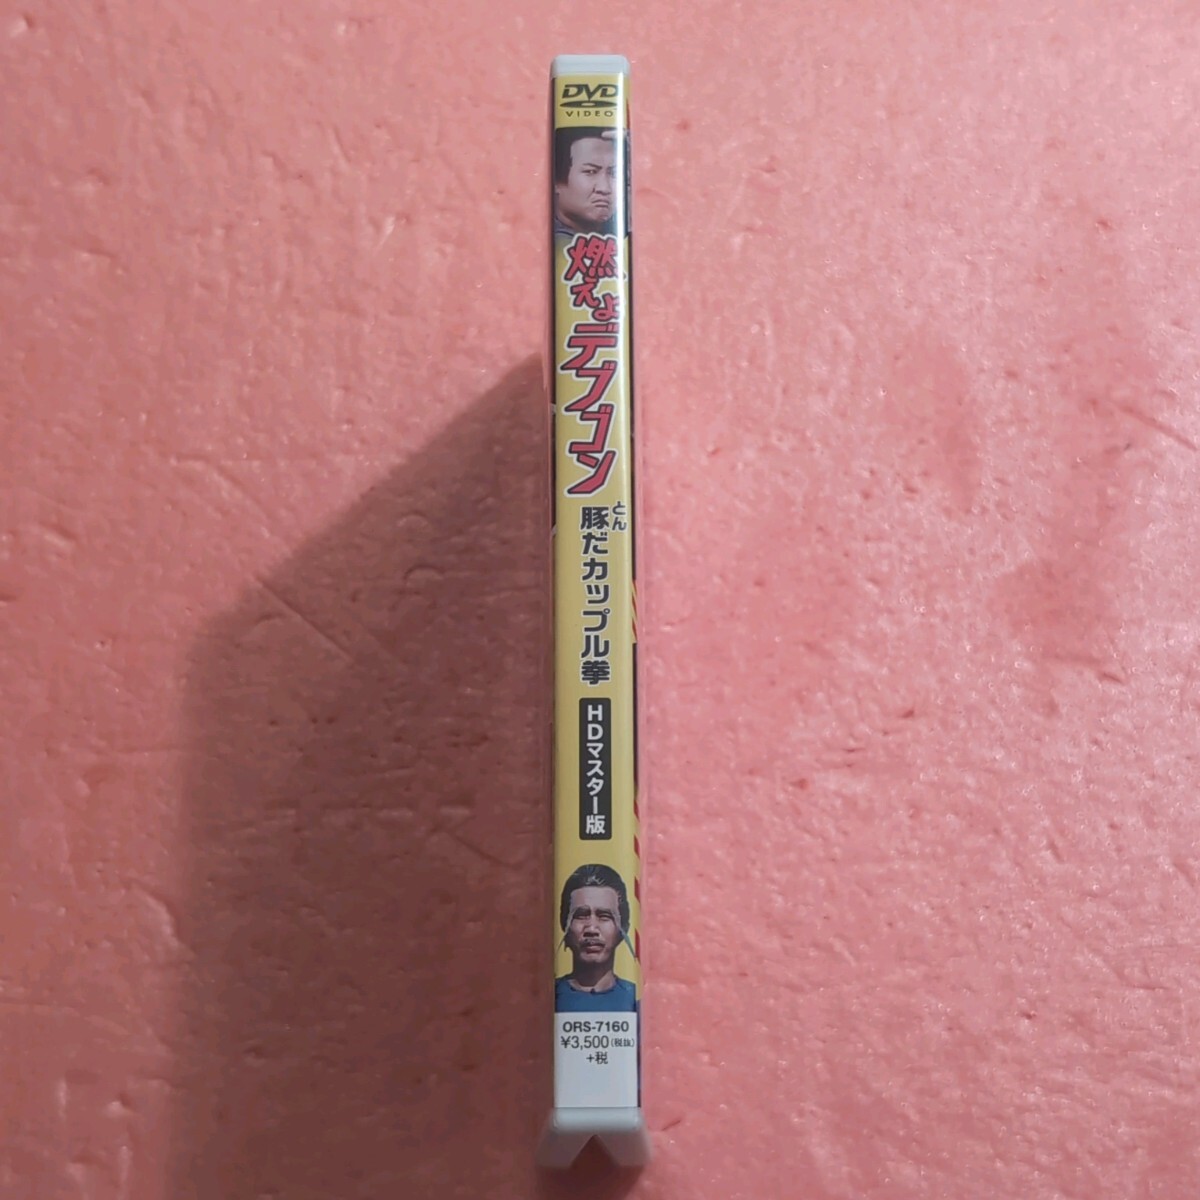 DVD
VIDEO
燃えよデブゴン
豚だカップル拳
とん
HDマスター版
ORS-7160
¥3,500(税抜)
+税